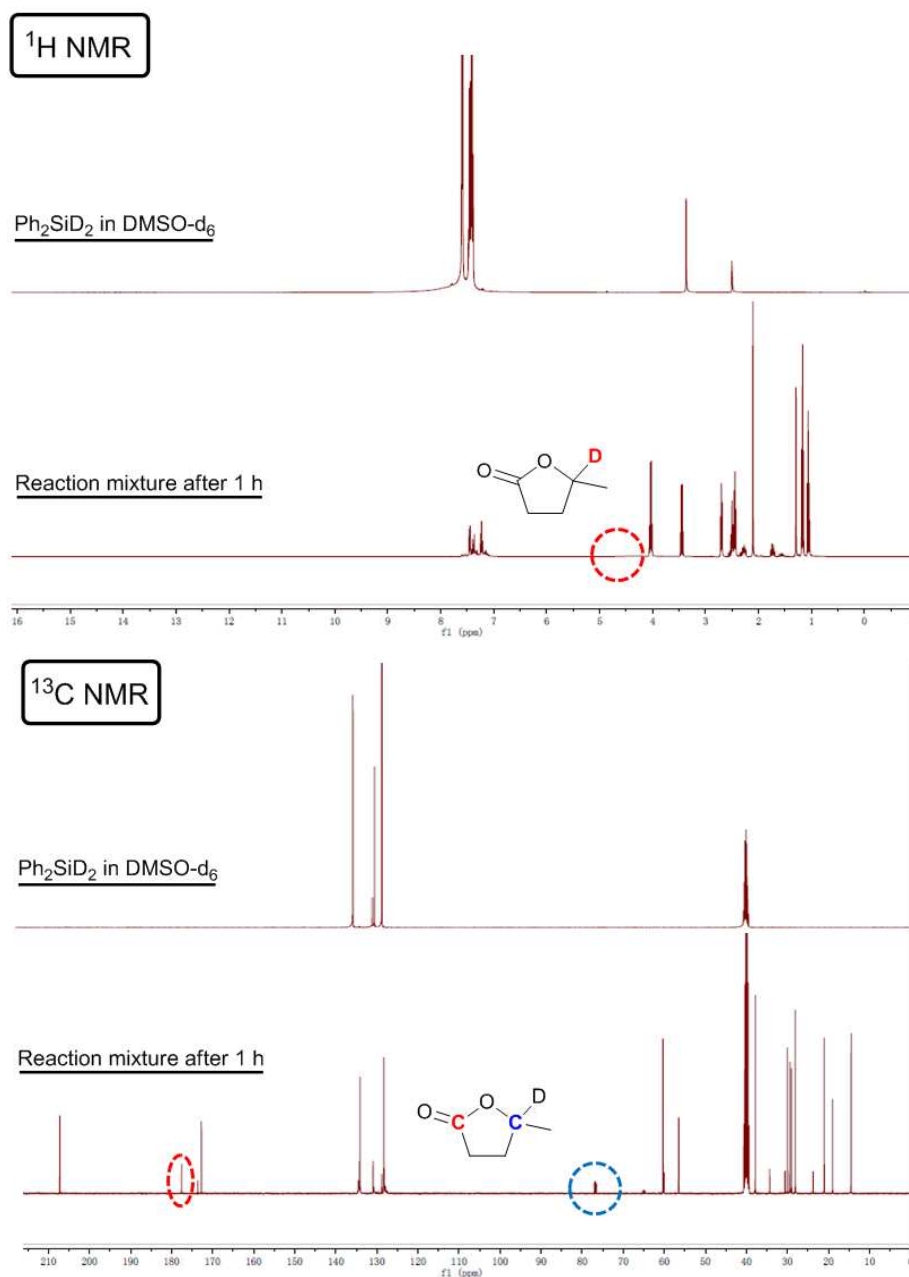 ¹H NMR
Ph₂SiD₂ in DMSO-d₆
O O D
Reaction mixture after 1 h
16 15 14 13 12 11 10 9 8 7 6 5 4 3 2 1 0
f1 (ppm)
¹³C NMR
Ph₂SiD₂ in DMSO-d₆
Reaction mixture after 1 h
O C O C D
210 200 190 180 170 160 150 140 130 120 110 100 90 80 70 60 50 40 30 20 10 0
f1 (ppm)